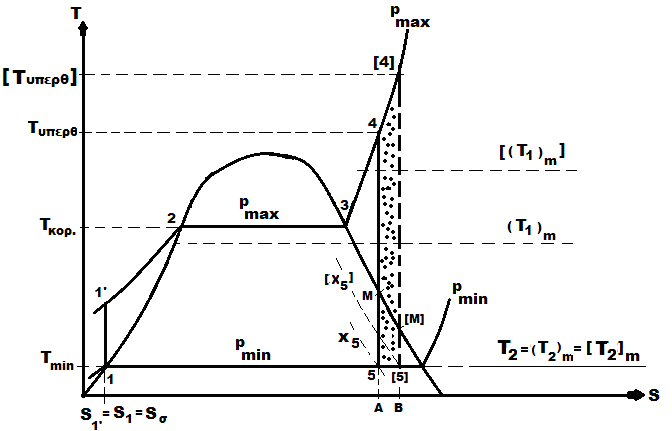 T
p
max
[4]
[Tυπερθ]
4
Tυπερθ
[(T₁)m]
3
p
max
2
Tκορ.
(T₁)m
[x₅]
1'
M
[M]
p
min
x₅
Tmin
p
min
T₂=(T₂)m=[T₂]m
1
5
[5]
S
A
B
S₁'=S₁=Sσ